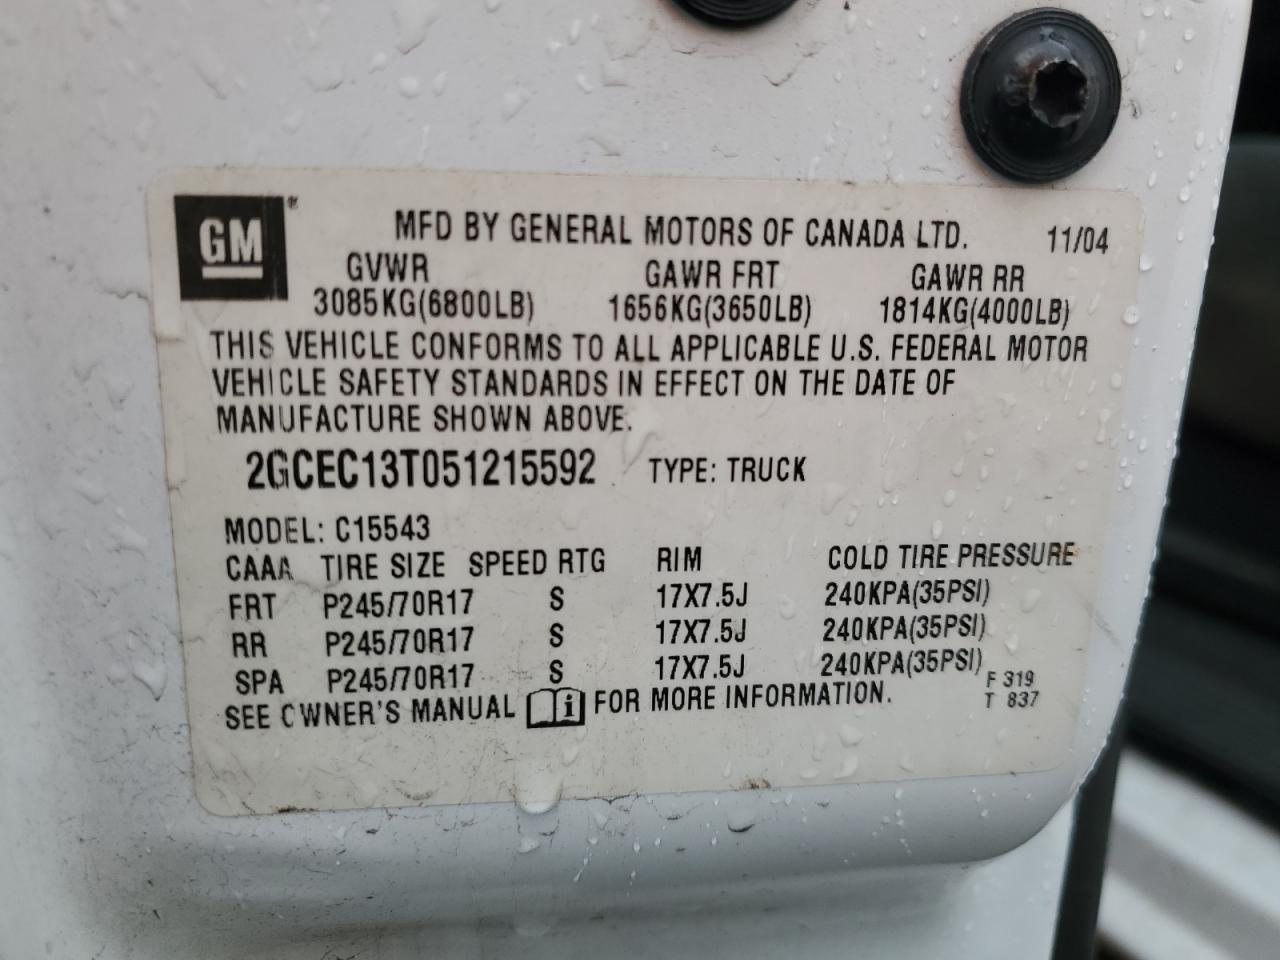 GM®
MFD BY GENERAL MOTORS OF CANADA LTD. 11/04
GVWR GAWR FRT GAWR RR
3085KG(6800LB) 1656KG(3650LB) 1814KG(4000LB)
THIS VEHICLE CONFORMS TO ALL APPLICABLE U.S. FEDERAL MOTOR
VEHICLE SAFETY STANDARDS IN EFFECT ON THE DATE OF
MANUFACTURE SHOWN ABOVE.
2GCEC13T051215592 TYPE: TRUCK
MODEL: C15543
CAAA TIRE SIZE SPEED RTG RIM COLD TIRE PRESSURE
FRT P245/70R17 S 17X7.5J 240KPA(35PSI)
RR P245/70R17 S 17X7.5J 240KPA(35PSI)
SPA P245/70R17 S 17X7.5J 240KPA(35PSI)
SEE OWNER'S MANUAL i FOR MORE INFORMATION.
F 319
T 837